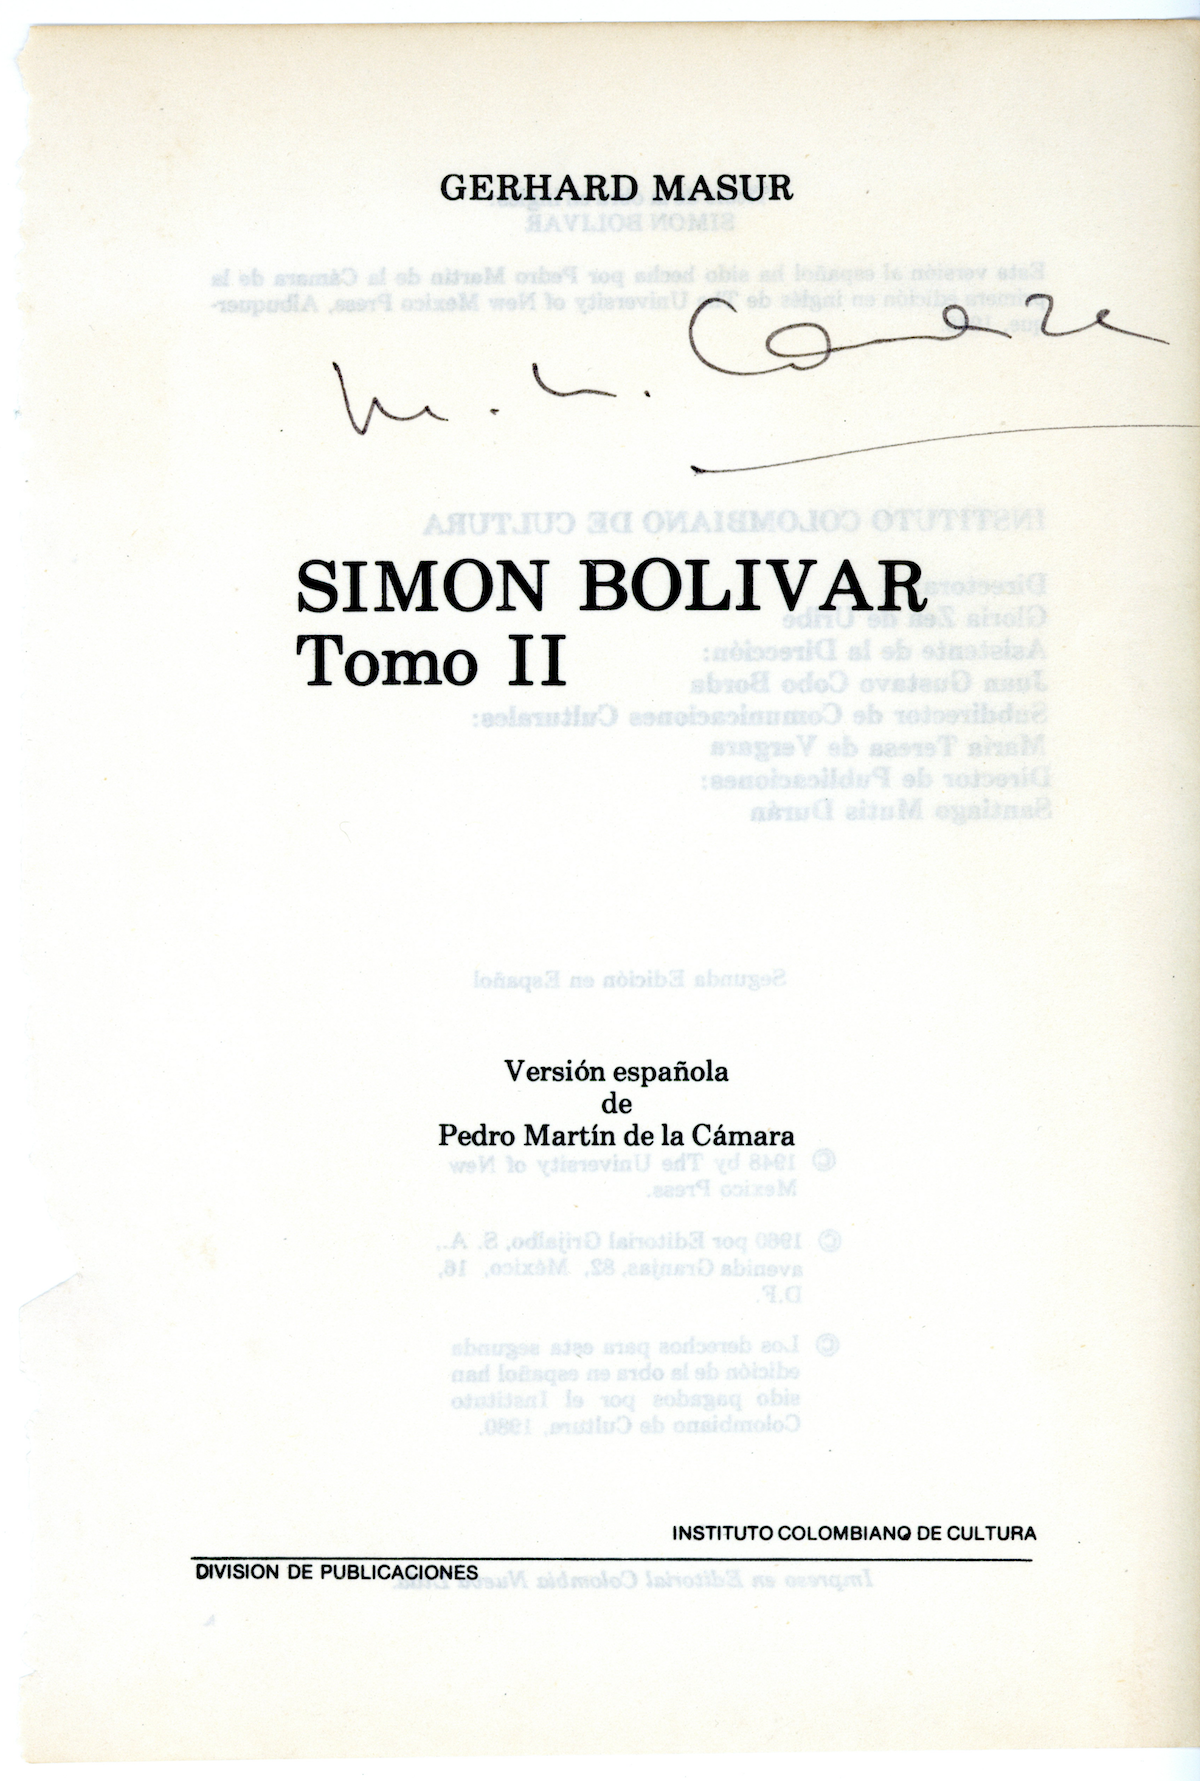 GERHARD MASUR
SIMON BOLIVAR
Tomo II
Versión española
de
Pedro Martín de la Cámara
INSTITUTO COLOMBIANO DE CULTURA
DIVISION DE PUBLICACIONES